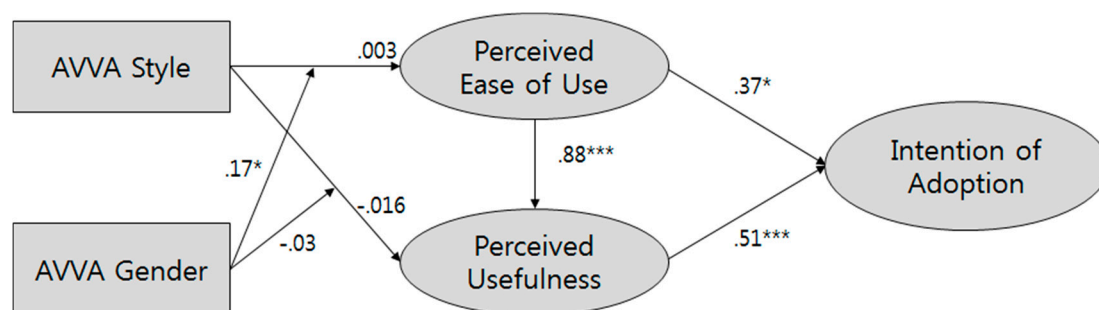 AVVA Style
.003
Perceived
Ease of Use
.37*
Intention of
Adoption
.17*
.88***
-.016
-.03
AVVA Gender
Perceived
Usefulness
.51***